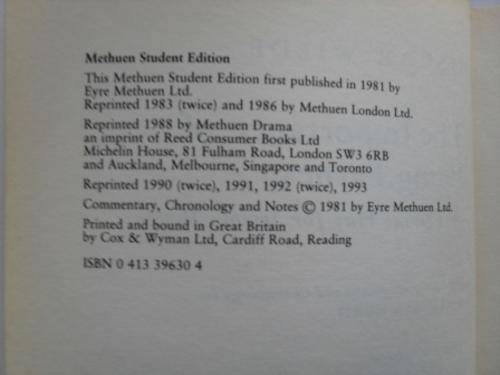 Methuen Student Edition
This Methuen Student Edition first published in 1981 by
Eyre Methuen Ltd.
Reprinted 1983 (twice) and 1986 by Methuen London Ltd.
Reprinted 1988 by Methuen Drama
an imprint of Reed Consumer Books Ltd
Michelin House, 81 Fulham Road, London SW3 6RB
and Auckland, Melbourne, Singapore and Toronto
Reprinted 1990 (twice), 1991, 1992 (twice), 1993
Commentary, Chronology and Notes © 1981 by Eyre Methuen Ltd.
Printed and bound in Great Britain
by Cox & Wyman Ltd, Cardiff Road, Reading
ISBN 0 413 39630 4